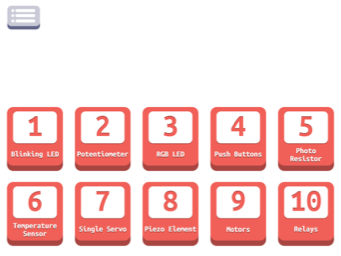 1 2 3 4 5
Blinking LED Potentiometer RGB LED Push Buttons Photo Resistor
6 7 8 9 10
Temperature Sensor Single Servo Piezo Element Motors Relays